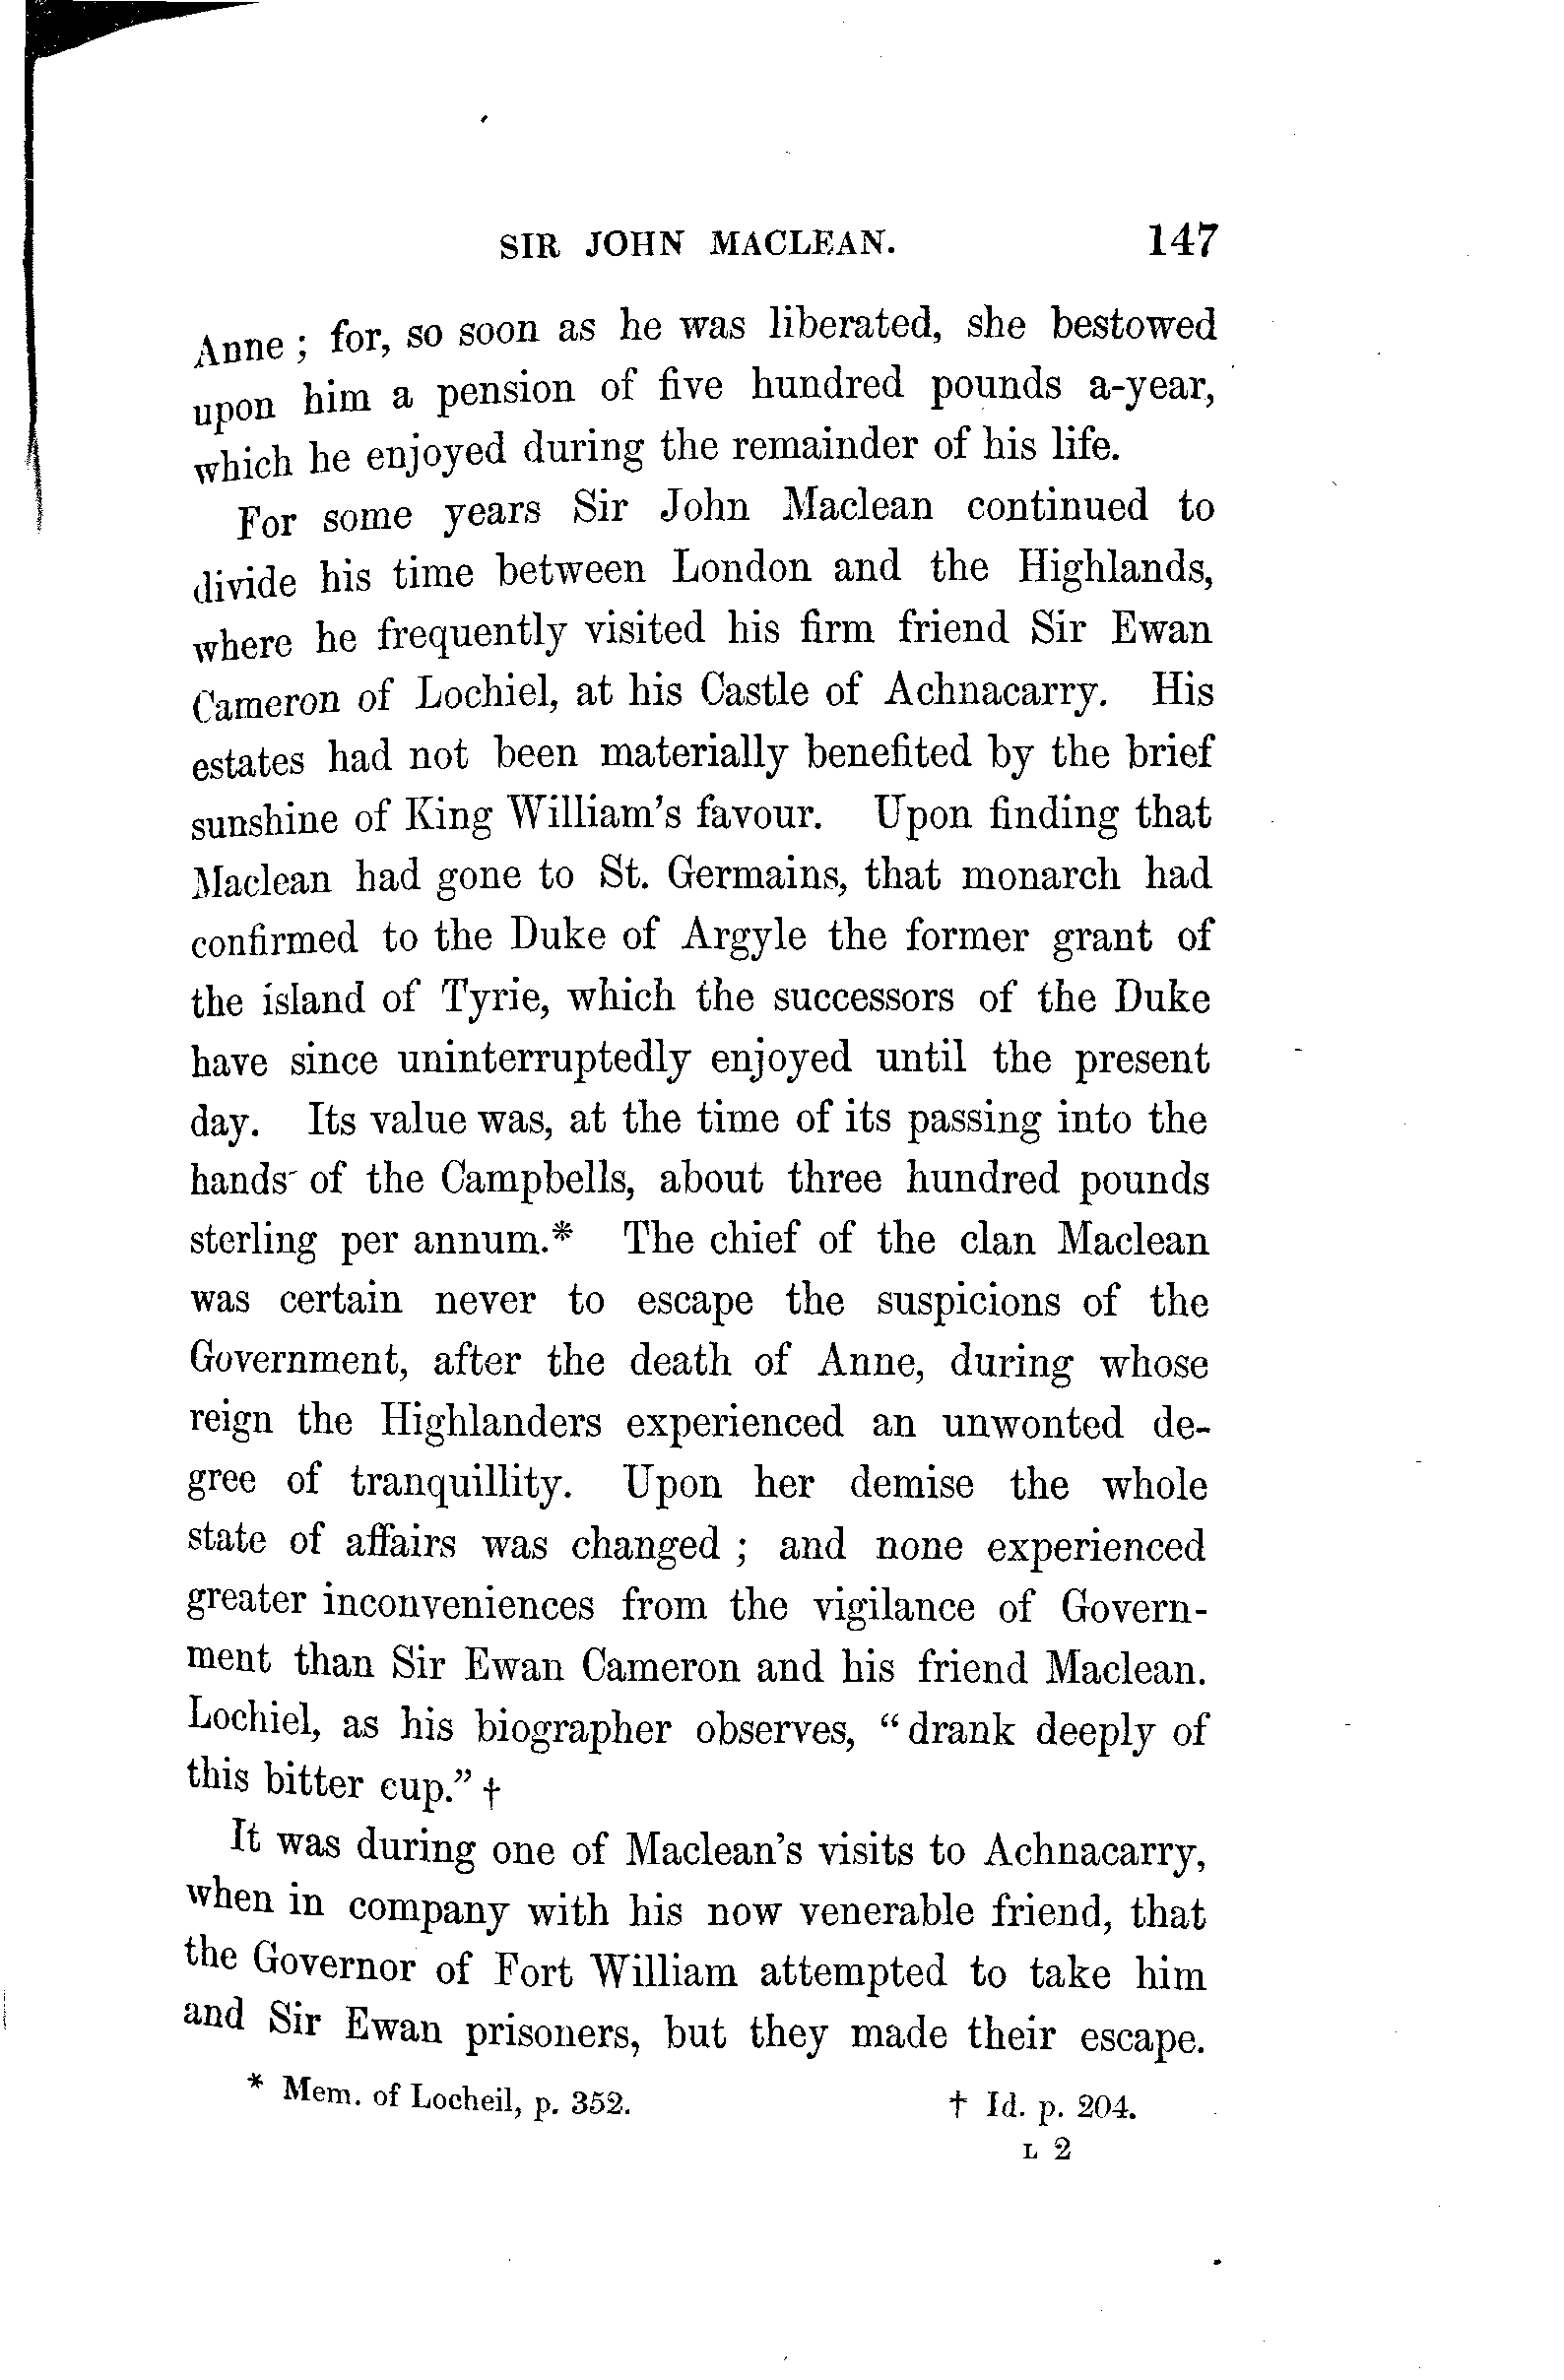 SIR JOHN MACLEAN. 147
Anne ; for, so soon as he was liberated, she bestowed
upon him a pension of five hundred pounds a-year,
which he enjoyed during the remainder of his life.
For some years Sir John Maclean continued to
divide his time between London and the Highlands,
where he frequently visited his firm friend Sir Ewan
Cameron of Lochiel, at his Castle of Achnacarry. His
estates had not been materially benefited by the brief
sunshine of King William's favour. Upon finding that
Maclean had gone to St. Germains, that monarch had
confirmed to the Duke of Argyle the former grant of
the island of Tyrie, which the successors of the Duke
have since uninterruptedly enjoyed until the present
day. Its value was, at the time of its passing into the
hands of the Campbells, about three hundred pounds
sterling per annum.* The chief of the clan Maclean
was certain never to escape the suspicions of the
Government, after the death of Anne, during whose
reign the Highlanders experienced an unwonted de-
gree of tranquillity. Upon her demise the whole
state of affairs was changed ; and none experienced
greater inconveniences from the vigilance of Govern-
ment than Sir Ewan Cameron and his friend Maclean.
Lochiel, as his biographer observes, "drank deeply of
this bitter cup." †
It was during one of Maclean's visits to Achnacarry,
when in company with his now venerable friend, that
the Governor of Fort William attempted to take him
and Sir Ewan prisoners, but they made their escape.
* Mem. of Locheil, p. 352. † Id. p. 204.
L 2